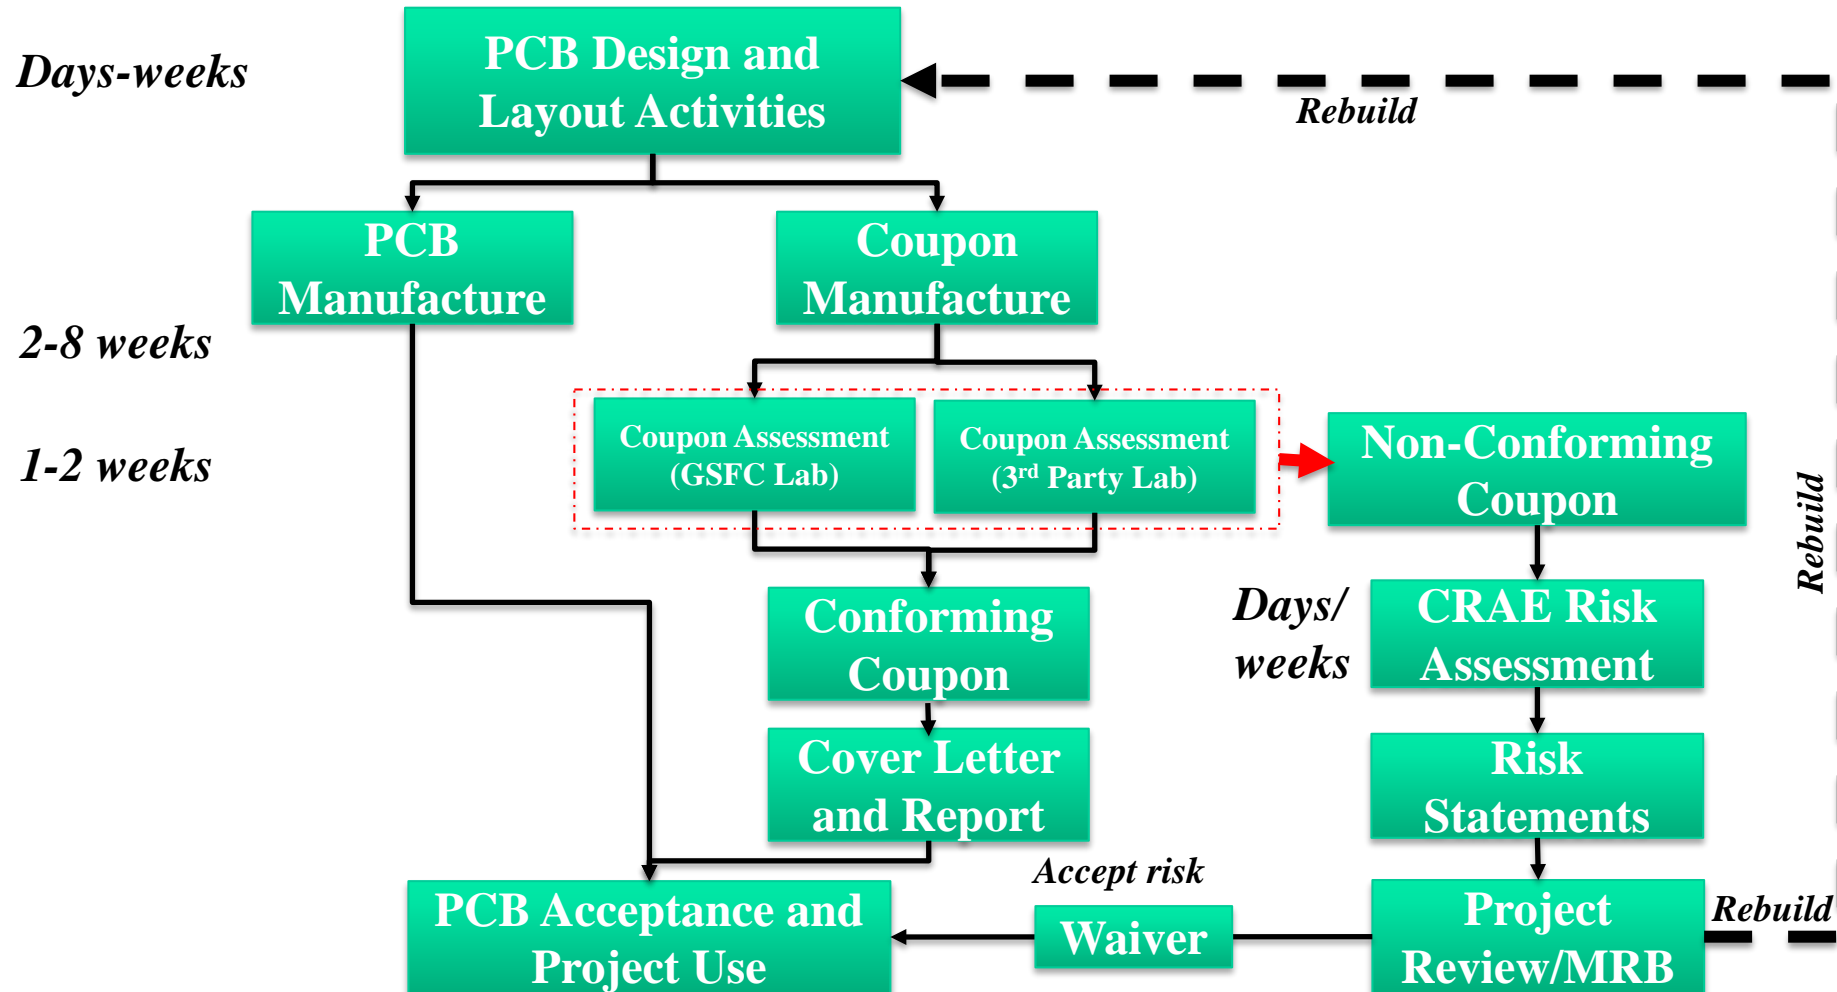 Days-weeks
PCB Design and
Layout Activities
Rebuild
PCB
Manufacture
Coupon
Manufacture
2-8 weeks
1-2 weeks
Coupon Assessment
(GSFC Lab)
Coupon Assessment
(3rd Party Lab)
Non-Conforming
Coupon
Rebuild
Conforming
Coupon
Days/
weeks
CRAE Risk
Assessment
Cover Letter
and Report
Risk
Statements
PCB Acceptance and
Project Use
Accept risk
Waiver
Project
Review/MRB
Rebuild